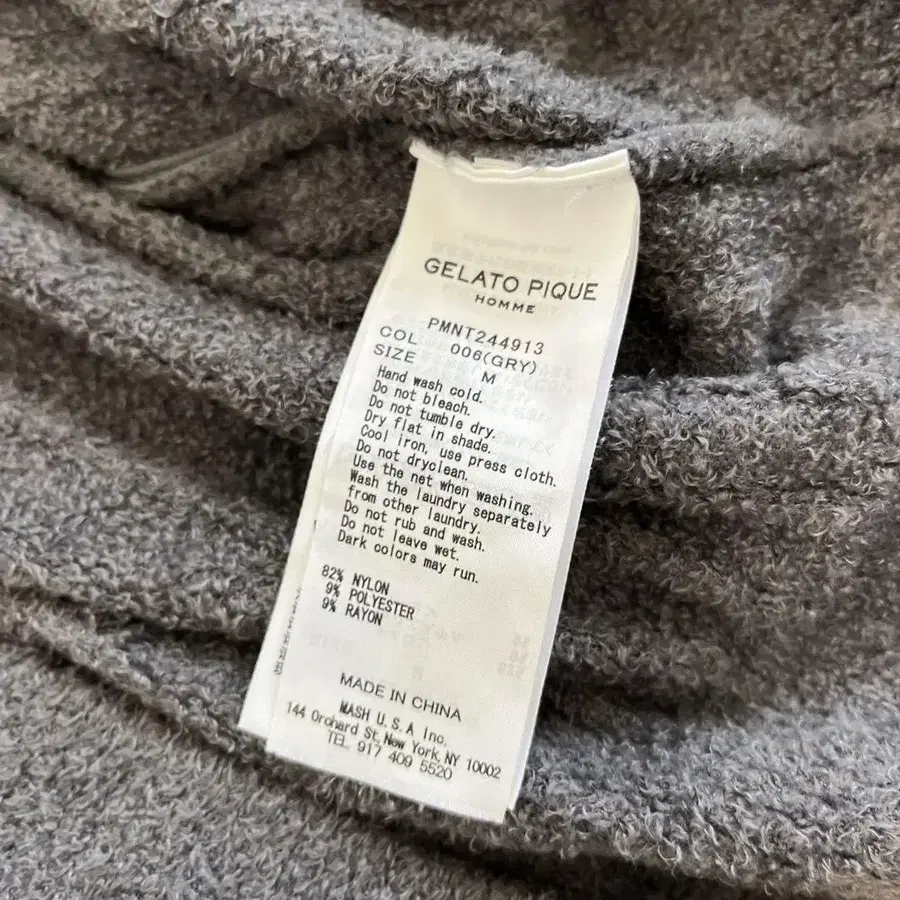 GELATO PIQUE
HOMME
PMNT244913
COL 006(GRY)
SIZE M
Hand wash cold.
Do not bleach.
Do not tumble dry.
Dry flat in shade.
Cool iron, use press cloth.
Do not dryclean.
Use the net when washing.
Wash the laundry separately
from other laundry.
Do not rub and wash.
Do not leave wet.
Dark colors may run.
82% NYLON
9% POLYESTER
9% RAYON
MADE IN CHINA
MASH U.S.A Inc.
144 Orchard St, New York, NY 10002
TEL 917 409 5520